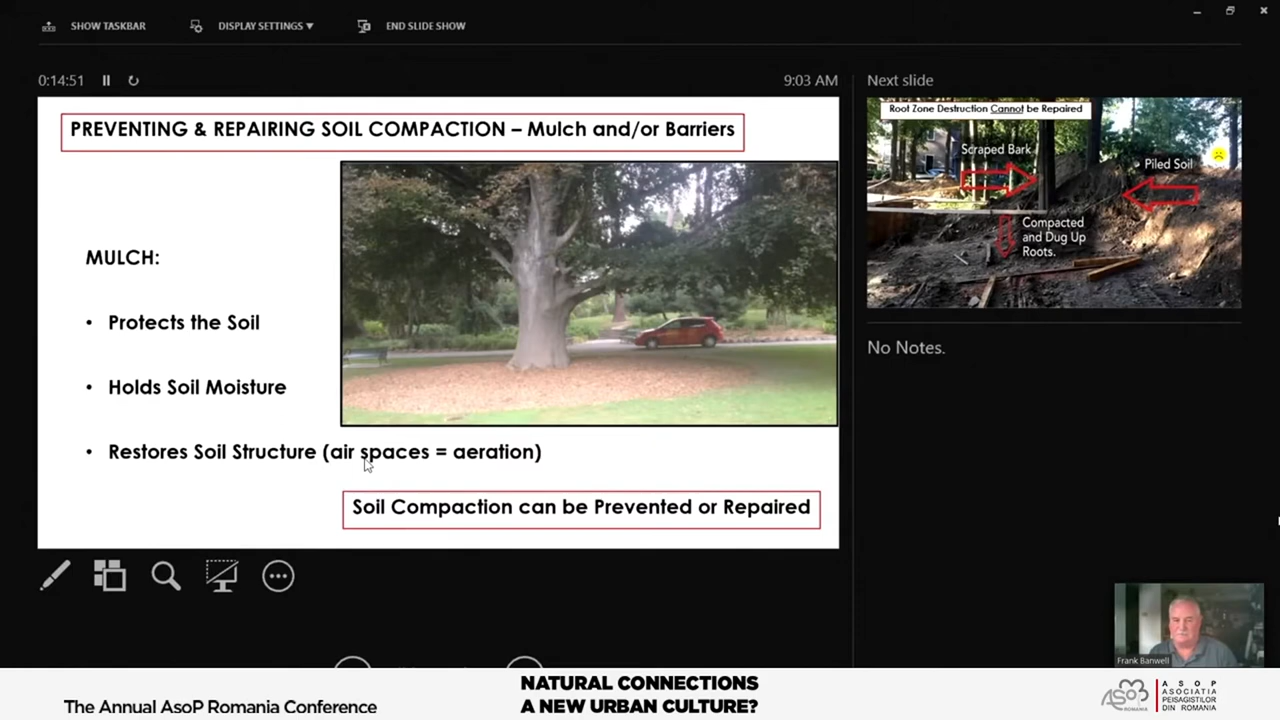 SHOW TASKBAR
DISPLAY SETTINGS ▼
END SLIDE SHOW
0:14:51
9:03 AM
PREVENTING & REPAIRING SOIL COMPACTION – Mulch and/or Barriers
MULCH:
• Protects the Soil
• Holds Soil Moisture
• Restores Soil Structure (air spaces = aeration)
Soil Compaction can be Prevented or Repaired
Next slide
Root Zone Destruction Cannot be Repaired
Scraped Bark
Piled Soil
Compacted
and Dug Up
Roots.
No Notes.
Frank Banwell
The Annual AsoP Romania Conference
NATURAL CONNECTIONS
A NEW URBAN CULTURE?
ASOP
ROMANIA
A S O P
ASOCIAȚIA
PEISAGIȘTILOR
DIN ROMANIA